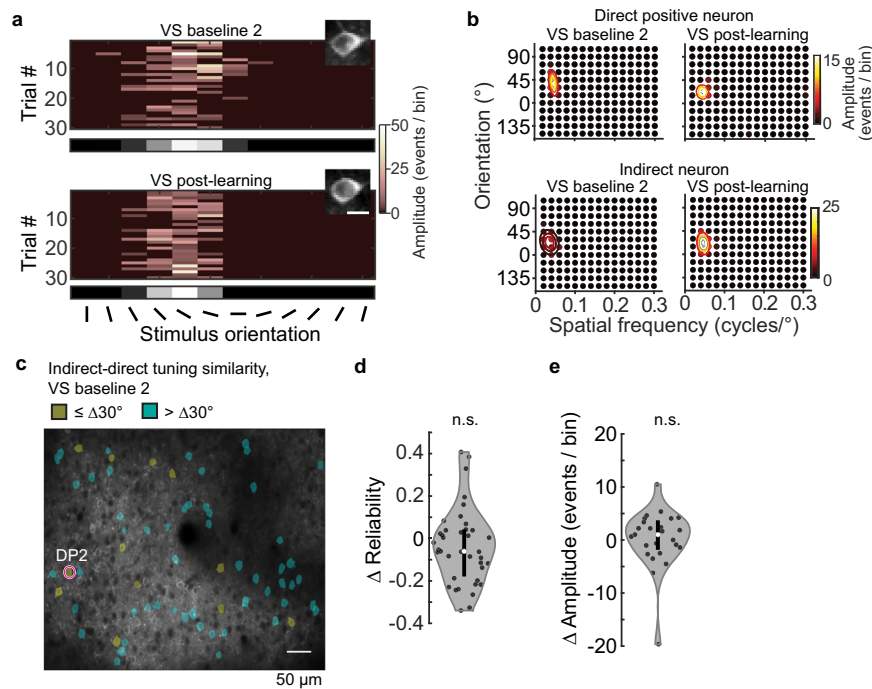 a
VS baseline 2
Trial #
10
20
30
VS post-learning
Trial #
10
20
30
Stimulus orientation
50
25
0
Amplitude (events / bin)
b
Direct positive neuron
VS baseline 2
VS post-learning
90
45
0
135
15
0
Amplitude (events / bin)
Orientation (°)
Indirect neuron
VS baseline 2
VS post-learning
90
45
0
135
25
0
0 0.1 0.2 0.3
0 0.1 0.2 0.3
Spatial frequency (cycles/°)
c
Indirect-direct tuning similarity,
VS baseline 2
≤ Δ30°
> Δ30°
DP2
50 µm
d
n.s.
Δ Reliability
0.4
0.2
0
-0.2
-0.4
e
n.s.
Δ Amplitude (events / bin)
20
10
0
-10
-20